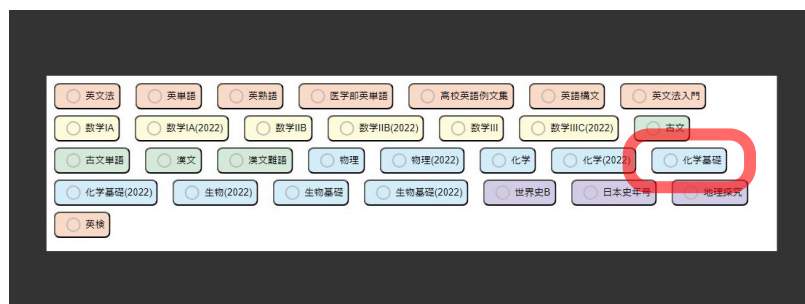 英文法 英単語 英熟語 医学部英単語 高校英語例文集 英語構文 英文法入門
数学IA 数学IA(2022) 数学IIB 数学IIB(2022) 数学III 数学IIIC(2022) 古文
古文単語 漢文 漢文難語 物理 物理(2022) 化学 化学(2022) 化学基礎
化学基礎(2022) 生物(2022) 生物基礎 生物基礎(2022) 世界史B 日本史年号 地理探究
英検